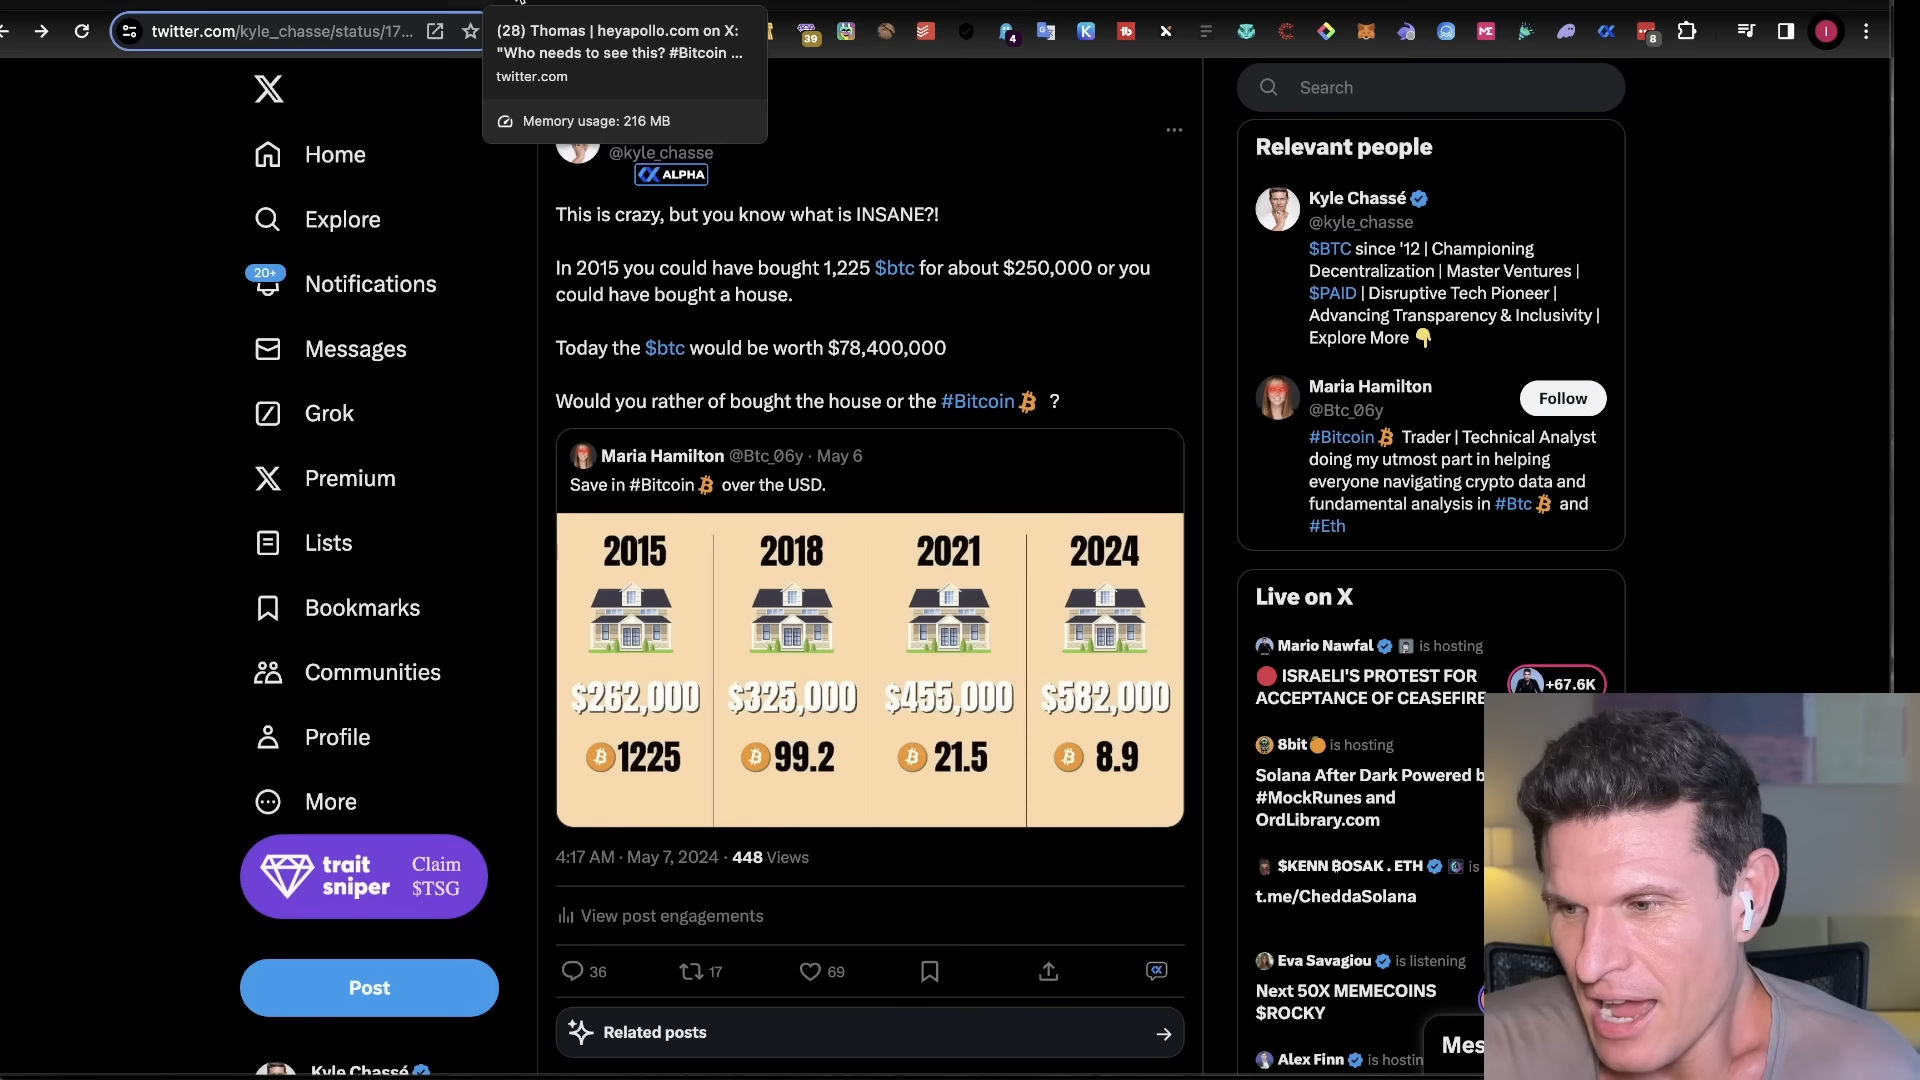 twitter.com/kyle_chasse/status/17...
(28) Thomas | heyapollo.com on X:
"Who needs to see this? #Bitcoin ...
twitter.com
Memory usage: 216 MB
39
4
8
I
Home
Explore
20+
Notifications
Messages
Grok
Premium
Lists
Bookmarks
Communities
Profile
More
trait
sniper
Claim
$TSG
Post
Kyle Chassé
@kyle_chasse
ALPHA
This is crazy, but you know what is INSANE?!
In 2015 you could have bought 1,225 $btc for about $250,000 or you
could have bought a house.
Today the $btc would be worth $78,400,000
Would you rather of bought the house or the #Bitcoin ?
Maria Hamilton @Btc_06y · May 6
Save in #Bitcoin over the USD.
2015 2018 2021 2024
$262,000 $325,000 $455,000 $582,000
1225 99.2 21.5 8.9
4:17 AM · May 7, 2024 · 448 Views
View post engagements
36 17 69
Related posts
Search
Relevant people
Kyle Chassé
@kyle_chasse
$BTC since '12 | Championing
Decentralization | Master Ventures |
$PAID | Disruptive Tech Pioneer |
Advancing Transparency & Inclusivity |
Explore More
Maria Hamilton
@Btc_06y
Follow
#Bitcoin Trader | Technical Analyst
doing my utmost part in helping
everyone navigating crypto data and
fundamental analysis in #Btc and
#Eth
Live on X
Mario Nawfal is hosting
ISRAELI'S PROTEST FOR
ACCEPTANCE OF CEASEFIRE
+67.6K
8bit is hosting
Solana After Dark Powered b
#MockRunes and
OrdLibrary.com
$KENN ₿OSAK . ETH is
t.me/CheddaSolana
Eva Savagiou is listening
Next 50X MEMECOINS
$ROCKY
Alex Finn is hostin
Mes